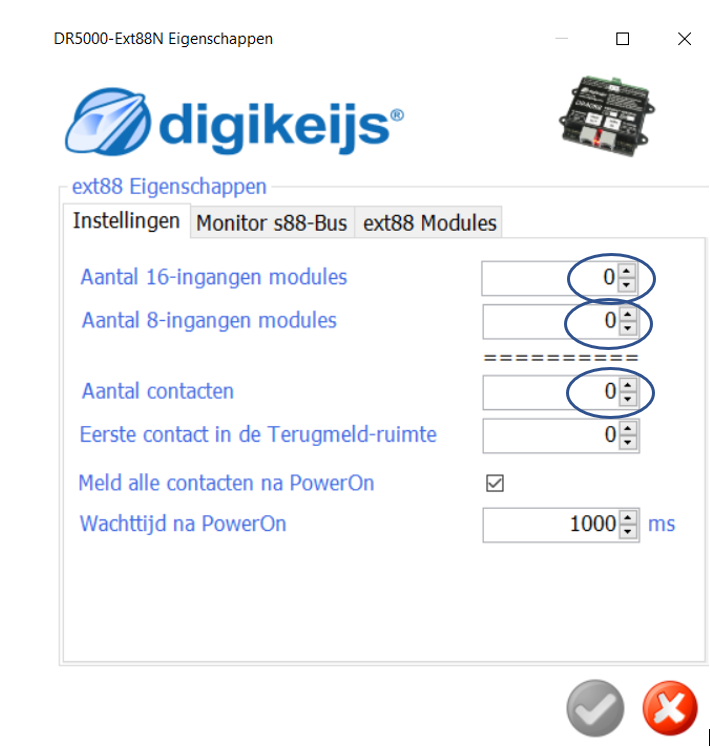 DR5000-Ext88N Eigenschappen
digikeijs®
ext88 Eigenschappen
Instellingen Monitor s88-Bus ext88 Modules
Aantal 16-ingangen modules 0
Aantal 8-ingangen modules 0
==========
Aantal contacten 0
Eerste contact in de Terugmeld-ruimte 0
Meld alle contacten na PowerOn
Wachttijd na PowerOn 1000 ms